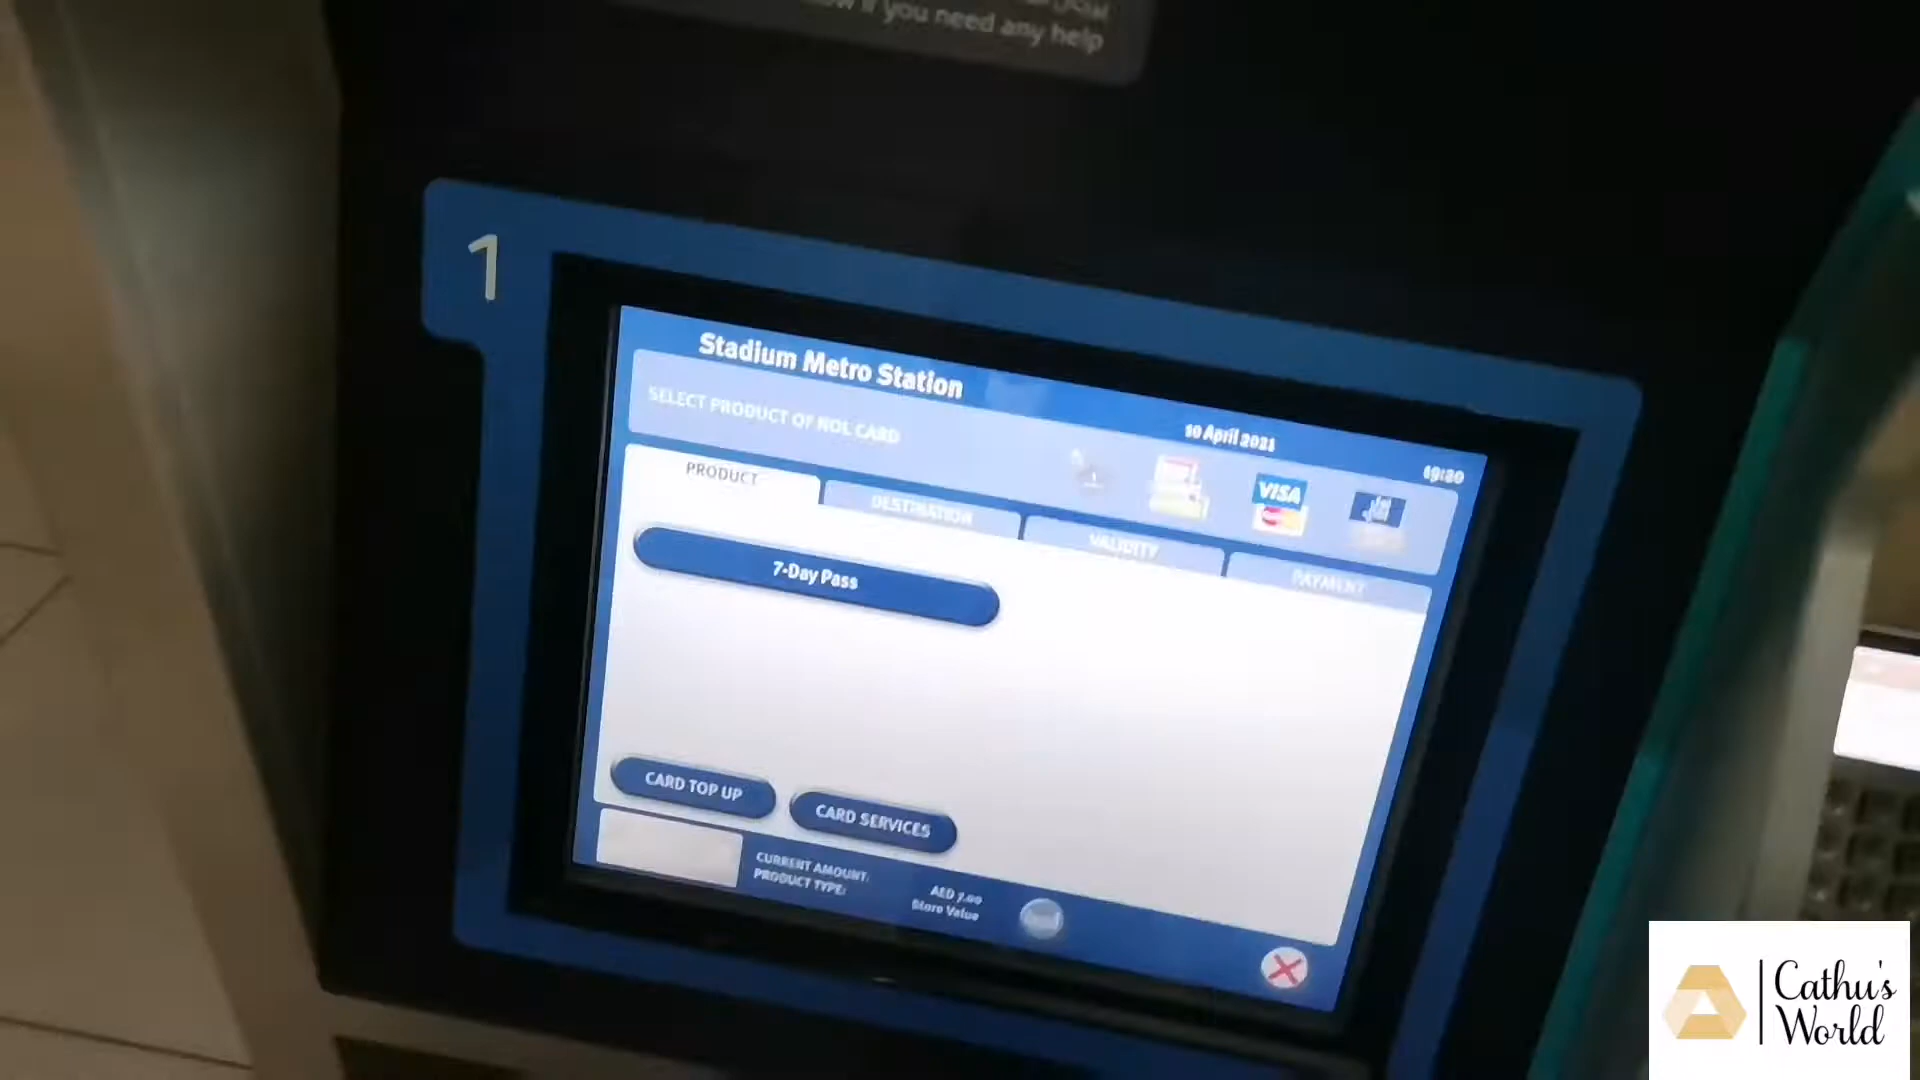 if you need any help
1
Stadium Metro Station
10 April 2021
19:20
SELECT PRODUCT OF NOL CARD
VISA
PRODUCT
DESTINATION
VALIDITY
PAYMENT
7-Day Pass
CARD TOP UP
CARD SERVICES
CURRENT AMOUNT:
AED 7.00
PRODUCT TYPE:
Store Value
Cathu's
World